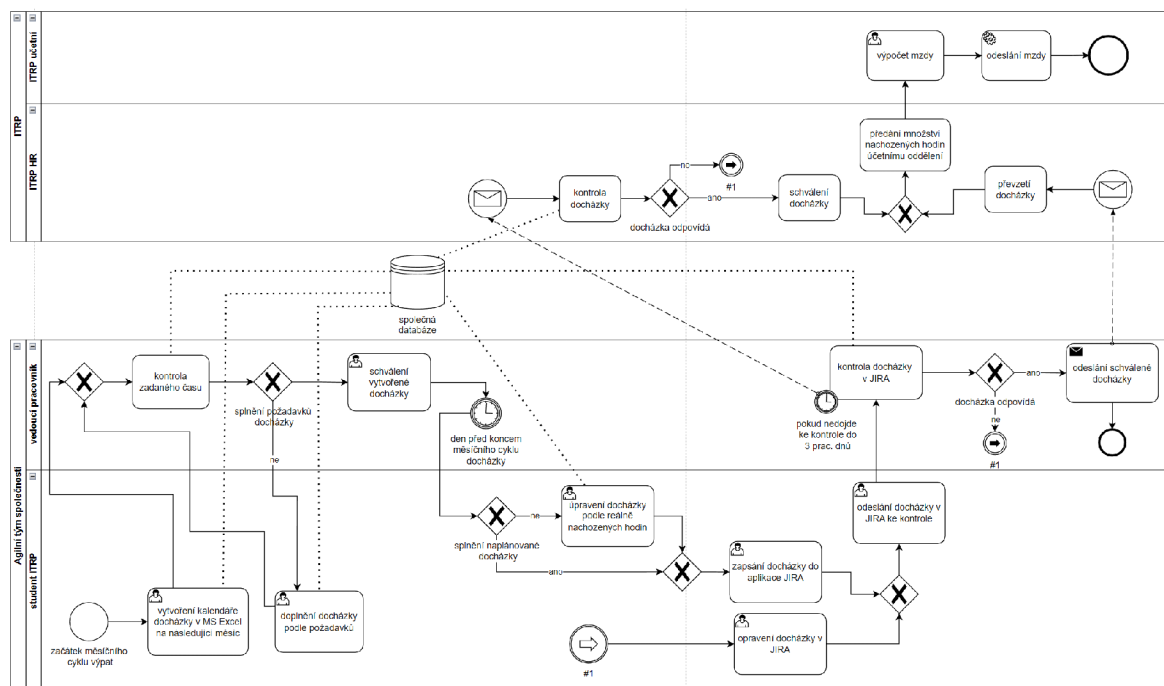 ITRP
ITRP účetní
výpočet mzdy
odeslání mzdy
ITRP HR
předání množství
nachozených hodin
účetnímu oddělení
kontrola
docházky
no
#1
ano
docházka odpovídá
schválení
docházky
převzetí
docházky
společná
databáze
Agilní tým společnosti
vedoucí pracovník
kontrola
zadaného času
splnění požadavků
docházky
ne
schválení
vytvořené
docházky
den před koncem
měsíčního cyklu
docházky
kontrola docházky
v JIRA
pokud nedojde
ke kontrole do
3 prac. dnů
docházka odpovídá
ano
ne
#1
odeslání schválené
docházky
student ITRP
začátek měsíčního
cyklu výpat
vytvoření kalendáře
docházky v MS Excel
na nasledující měsíc
doplnění docházky
podle požadavků
splnění naplánované
docházky
ne
ano
úpravení docházky
podle reálně
nachozených hodin
zapsání docházky do
aplikace JIRA
odeslání docházky v
JIRA ke kontrole
#1
opravení docházky v
JIRA